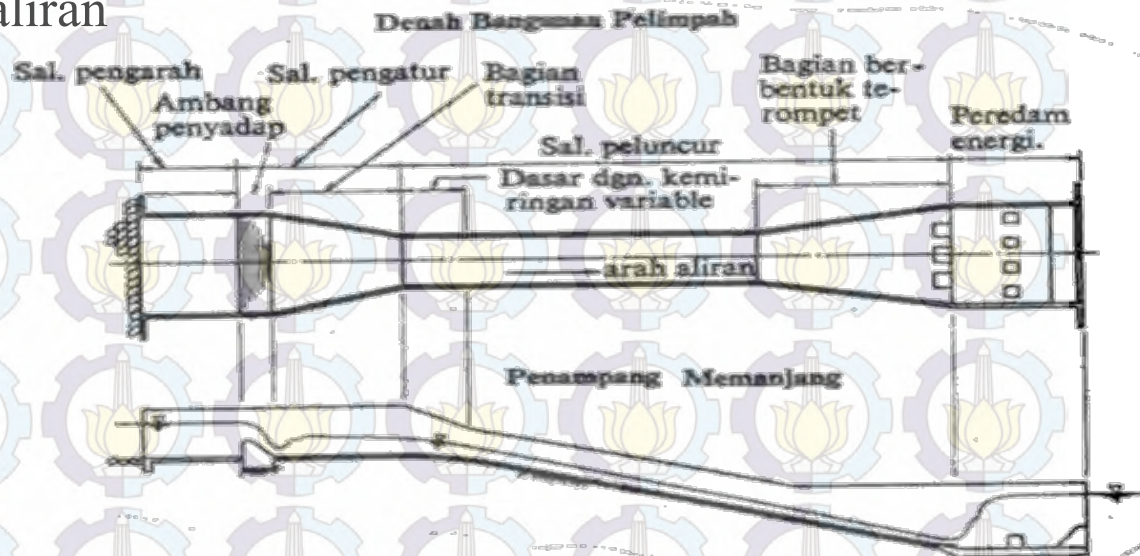 aliran
Denah Bangunan Pelimpah
Sal. pengarah
Ambang
penyadap
Sal. pengatur
Bagian
transisi
Bagian ber-
bentuk te-
rompet
Peredam
energi.
Sal. peluncur
Dasar dgn. kemi-
ringan variable
arah aliran
Penampang Memanjang